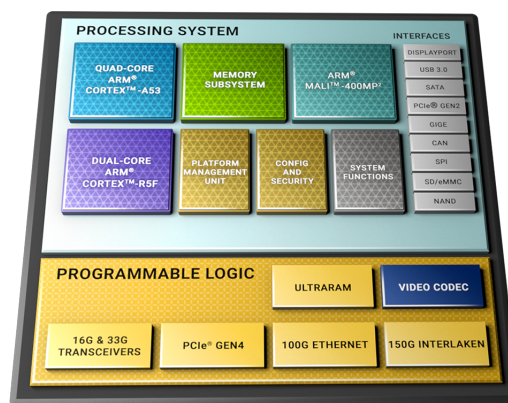 PROCESSING SYSTEM
INTERFACES
QUAD-CORE
ARM®
CORTEX™-A53
MEMORY
SUBSYSTEM
ARM®
MALI™-400MP²
DISPLAYPORT
USB 3.0
SATA
PCIe® GEN2
GIGE
CAN
SPI
SD/eMMC
NAND
DUAL-CORE
ARM®
CORTEX™-R5F
PLATFORM
MANAGEMENT
UNIT
CONFIG
AND
SECURITY
SYSTEM
FUNCTIONS
PROGRAMMABLE LOGIC
ULTRARAM
VIDEO CODEC
16G & 33G
TRANSCEIVERS
PCIe® GEN4
100G ETHERNET
150G INTERLAKEN